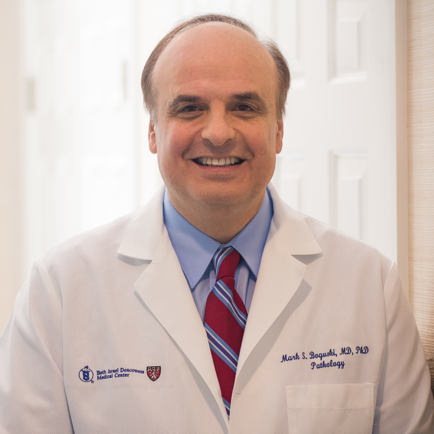 Beth Israel Deaconess
Medical Center
Mark S. Boguski, MD, PhD
Pathology